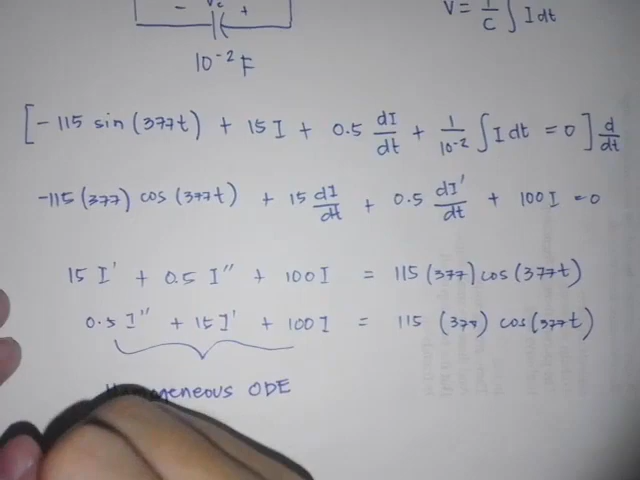 - Vc +
V = 1/C ∫ I dt
10⁻² F
[ -115 sin(377t) + 15 I + 0.5 dI/dt + 1/10⁻² ∫ I dt = 0 ] d/dt
-115 (377) cos (377t) + 15 dI/dt + 0.5 dI'/dt + 100 I = 0
15 I' + 0.5 I'' + 100 I = 115 (377) cos(377t)
0.5 I'' + 15 I' + 100 I = 115 (377) cos(377t)
Homogeneous ODE